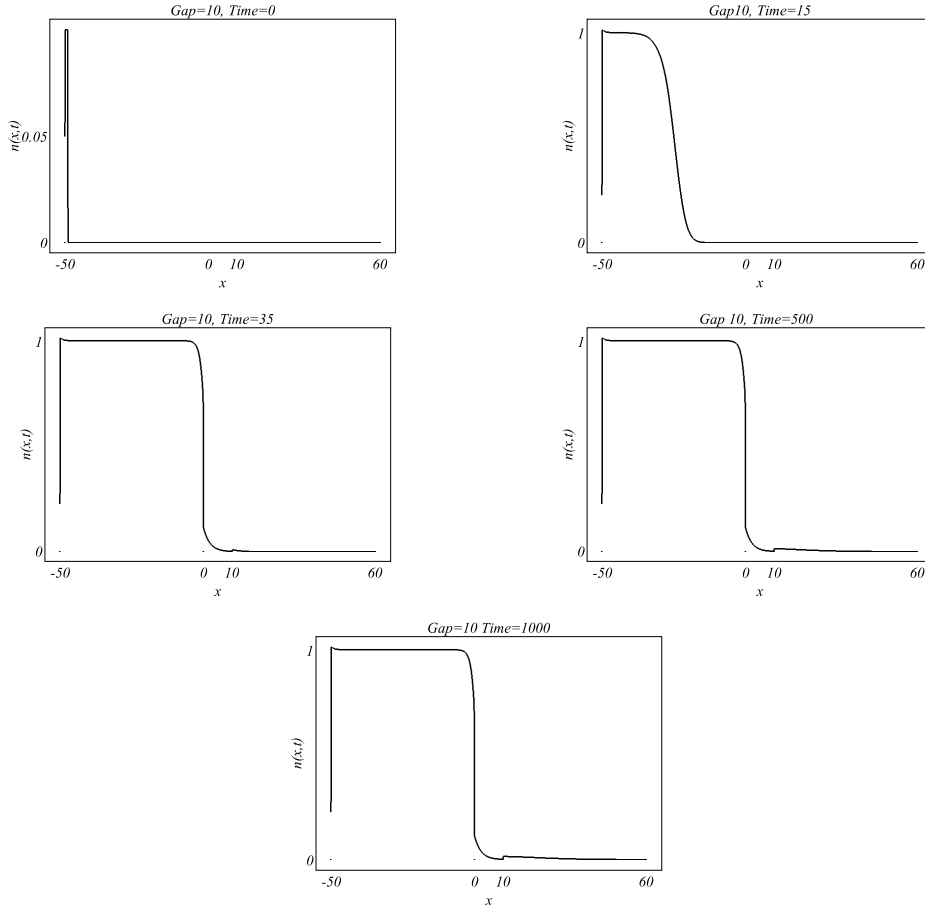 Gap=10, Time=0
n(x,t)
0.05
0
-50 0 10 60
x
Gap10, Time=15
n(x,t)
1
0
-50 0 10 60
x
Gap=10, Time=35
n(x,t)
1
0
-50 0 10 60
x
Gap 10, Time=500
n(x,t)
1
0
-50 0 10 60
x
Gap=10 Time=1000
n(x,t)
1
0
-50 0 10 60
x